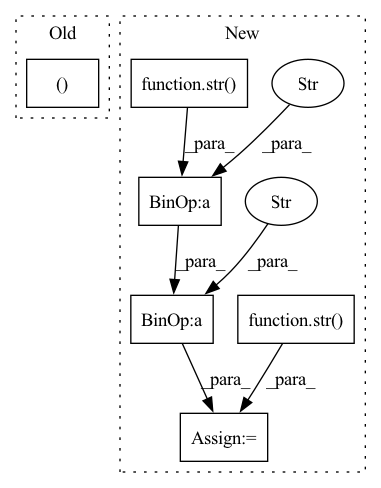 Old
New
()
function.str()
Str
_para_
_para_
BinOp:a
Str
_para_
_para_
BinOp:a
function.str()
_para_
_para_
Assign:=